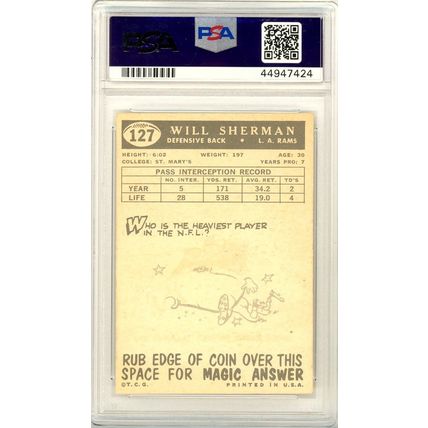 PSA
PSA
44947424
127 WILL SHERMAN
DEFENSIVE BACK • L. A. RAMS
HEIGHT: 6:02 WEIGHT: 197 AGE: 30
COLLEGE: ST. MARY'S YEARS PRO: 7
PASS INTERCEPTION RECORD
NO. INTER. YDS. RET. AVG. RET. TD'S
YEAR 5 171 34.2 2
LIFE 28 538 19.0 4
WHO IS THE HEAVIEST PLAYER
IN THE N.F.L.?
RUB EDGE OF COIN OVER THIS
SPACE FOR MAGIC ANSWER
©T. C. G. PRINTED IN U.S.A.